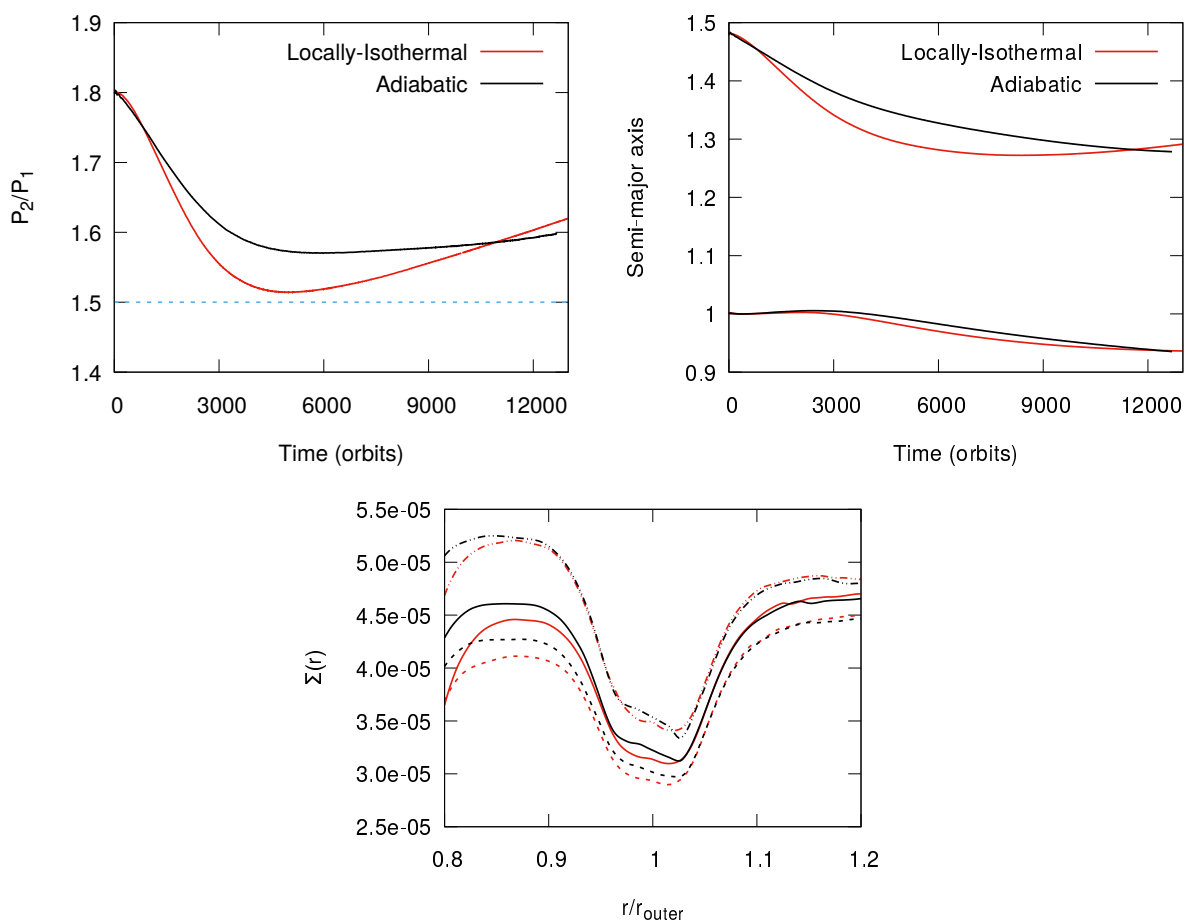 1.9
1.8
1.7
1.6
1.5
1.4
P2/P1
Locally-Isothermal
Adiabatic
0 3000 6000 9000 12000
Time (orbits)
1.5
1.4
1.3
1.2
1.1
1
0.9
Semi-major axis
Locally-Isothermal
Adiabatic
0 3000 6000 9000 12000
Time (orbits)
5.5e-05
5.0e-05
4.5e-05
4.0e-05
3.5e-05
3.0e-05
2.5e-05
Σ(r)
0.8 0.9 1 1.1 1.2
r/router